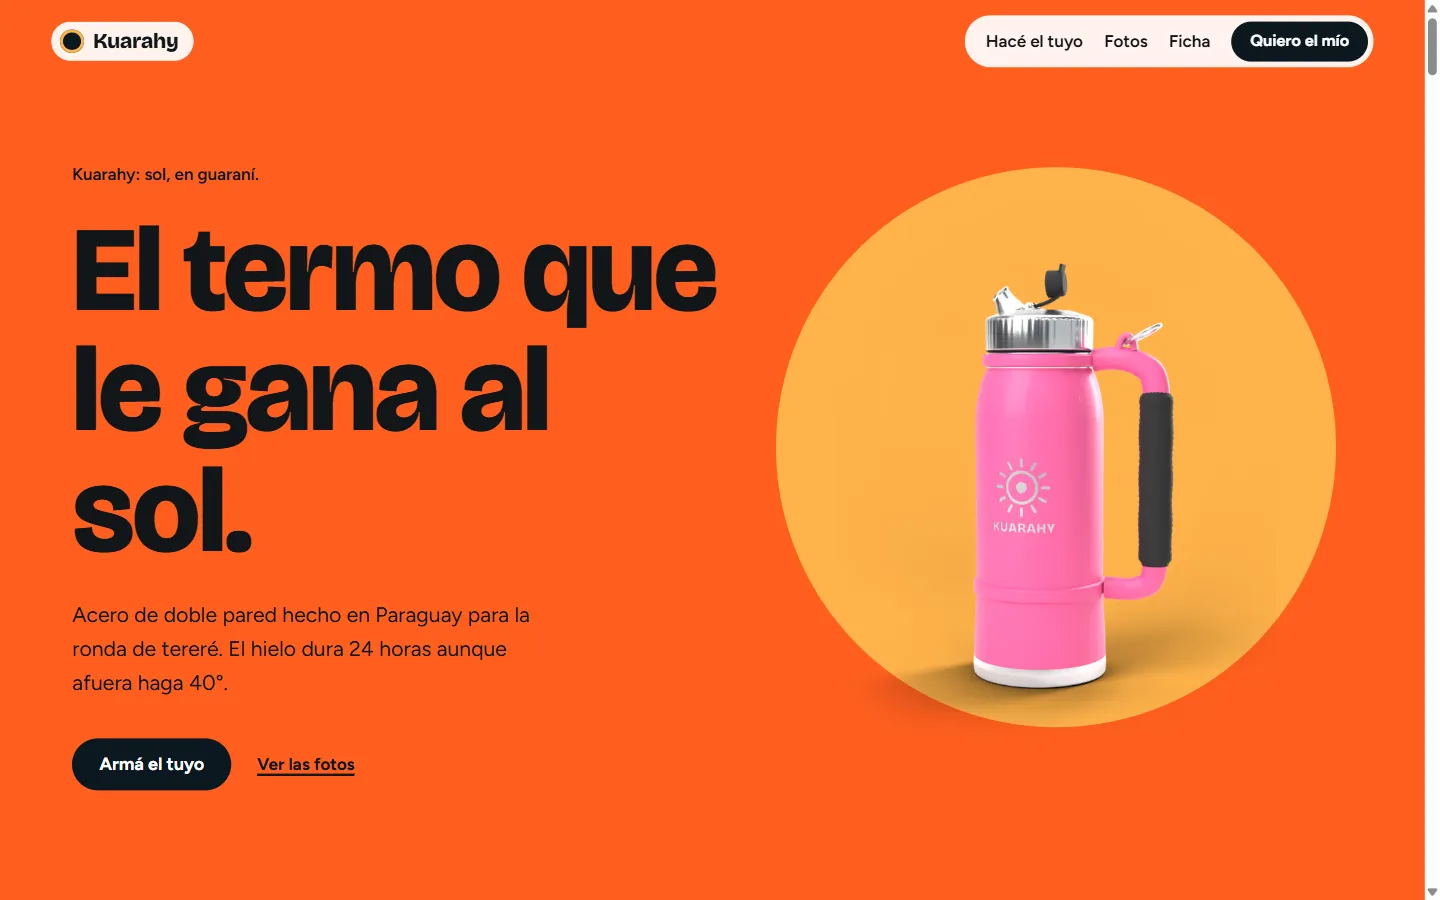 Kuarahy
Hacé el tuyo
Fotos
Ficha
Quiero el mío
Kuarahy: sol, en guaraní.
El termo que
le gana al
sol.
Acero de doble pared hecho en Paraguay para la
ronda de tereré. El hielo dura 24 horas aunque
afuera haga 40°.
Armá el tuyo
Ver las fotos
KUARAHY